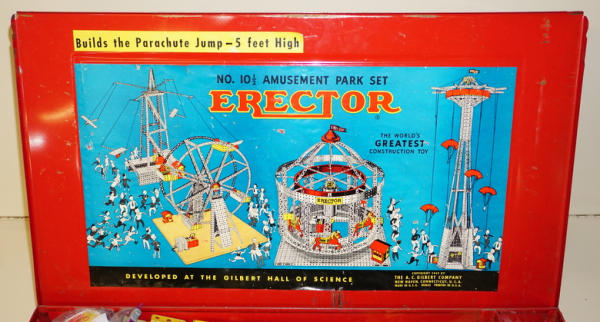 Builds the Parachute Jump—5 feet High
NO. 10½ AMUSEMENT PARK SET
ERECTOR
THE WORLD'S
GREATEST
CONSTRUCTION TOY
ERECTOR
DEVELOPED AT THE GILBERT HALL OF SCIENCE
THE A. C. GILBERT COMPANY
NEW HAVEN, CONNECTICUT, U.S.A.